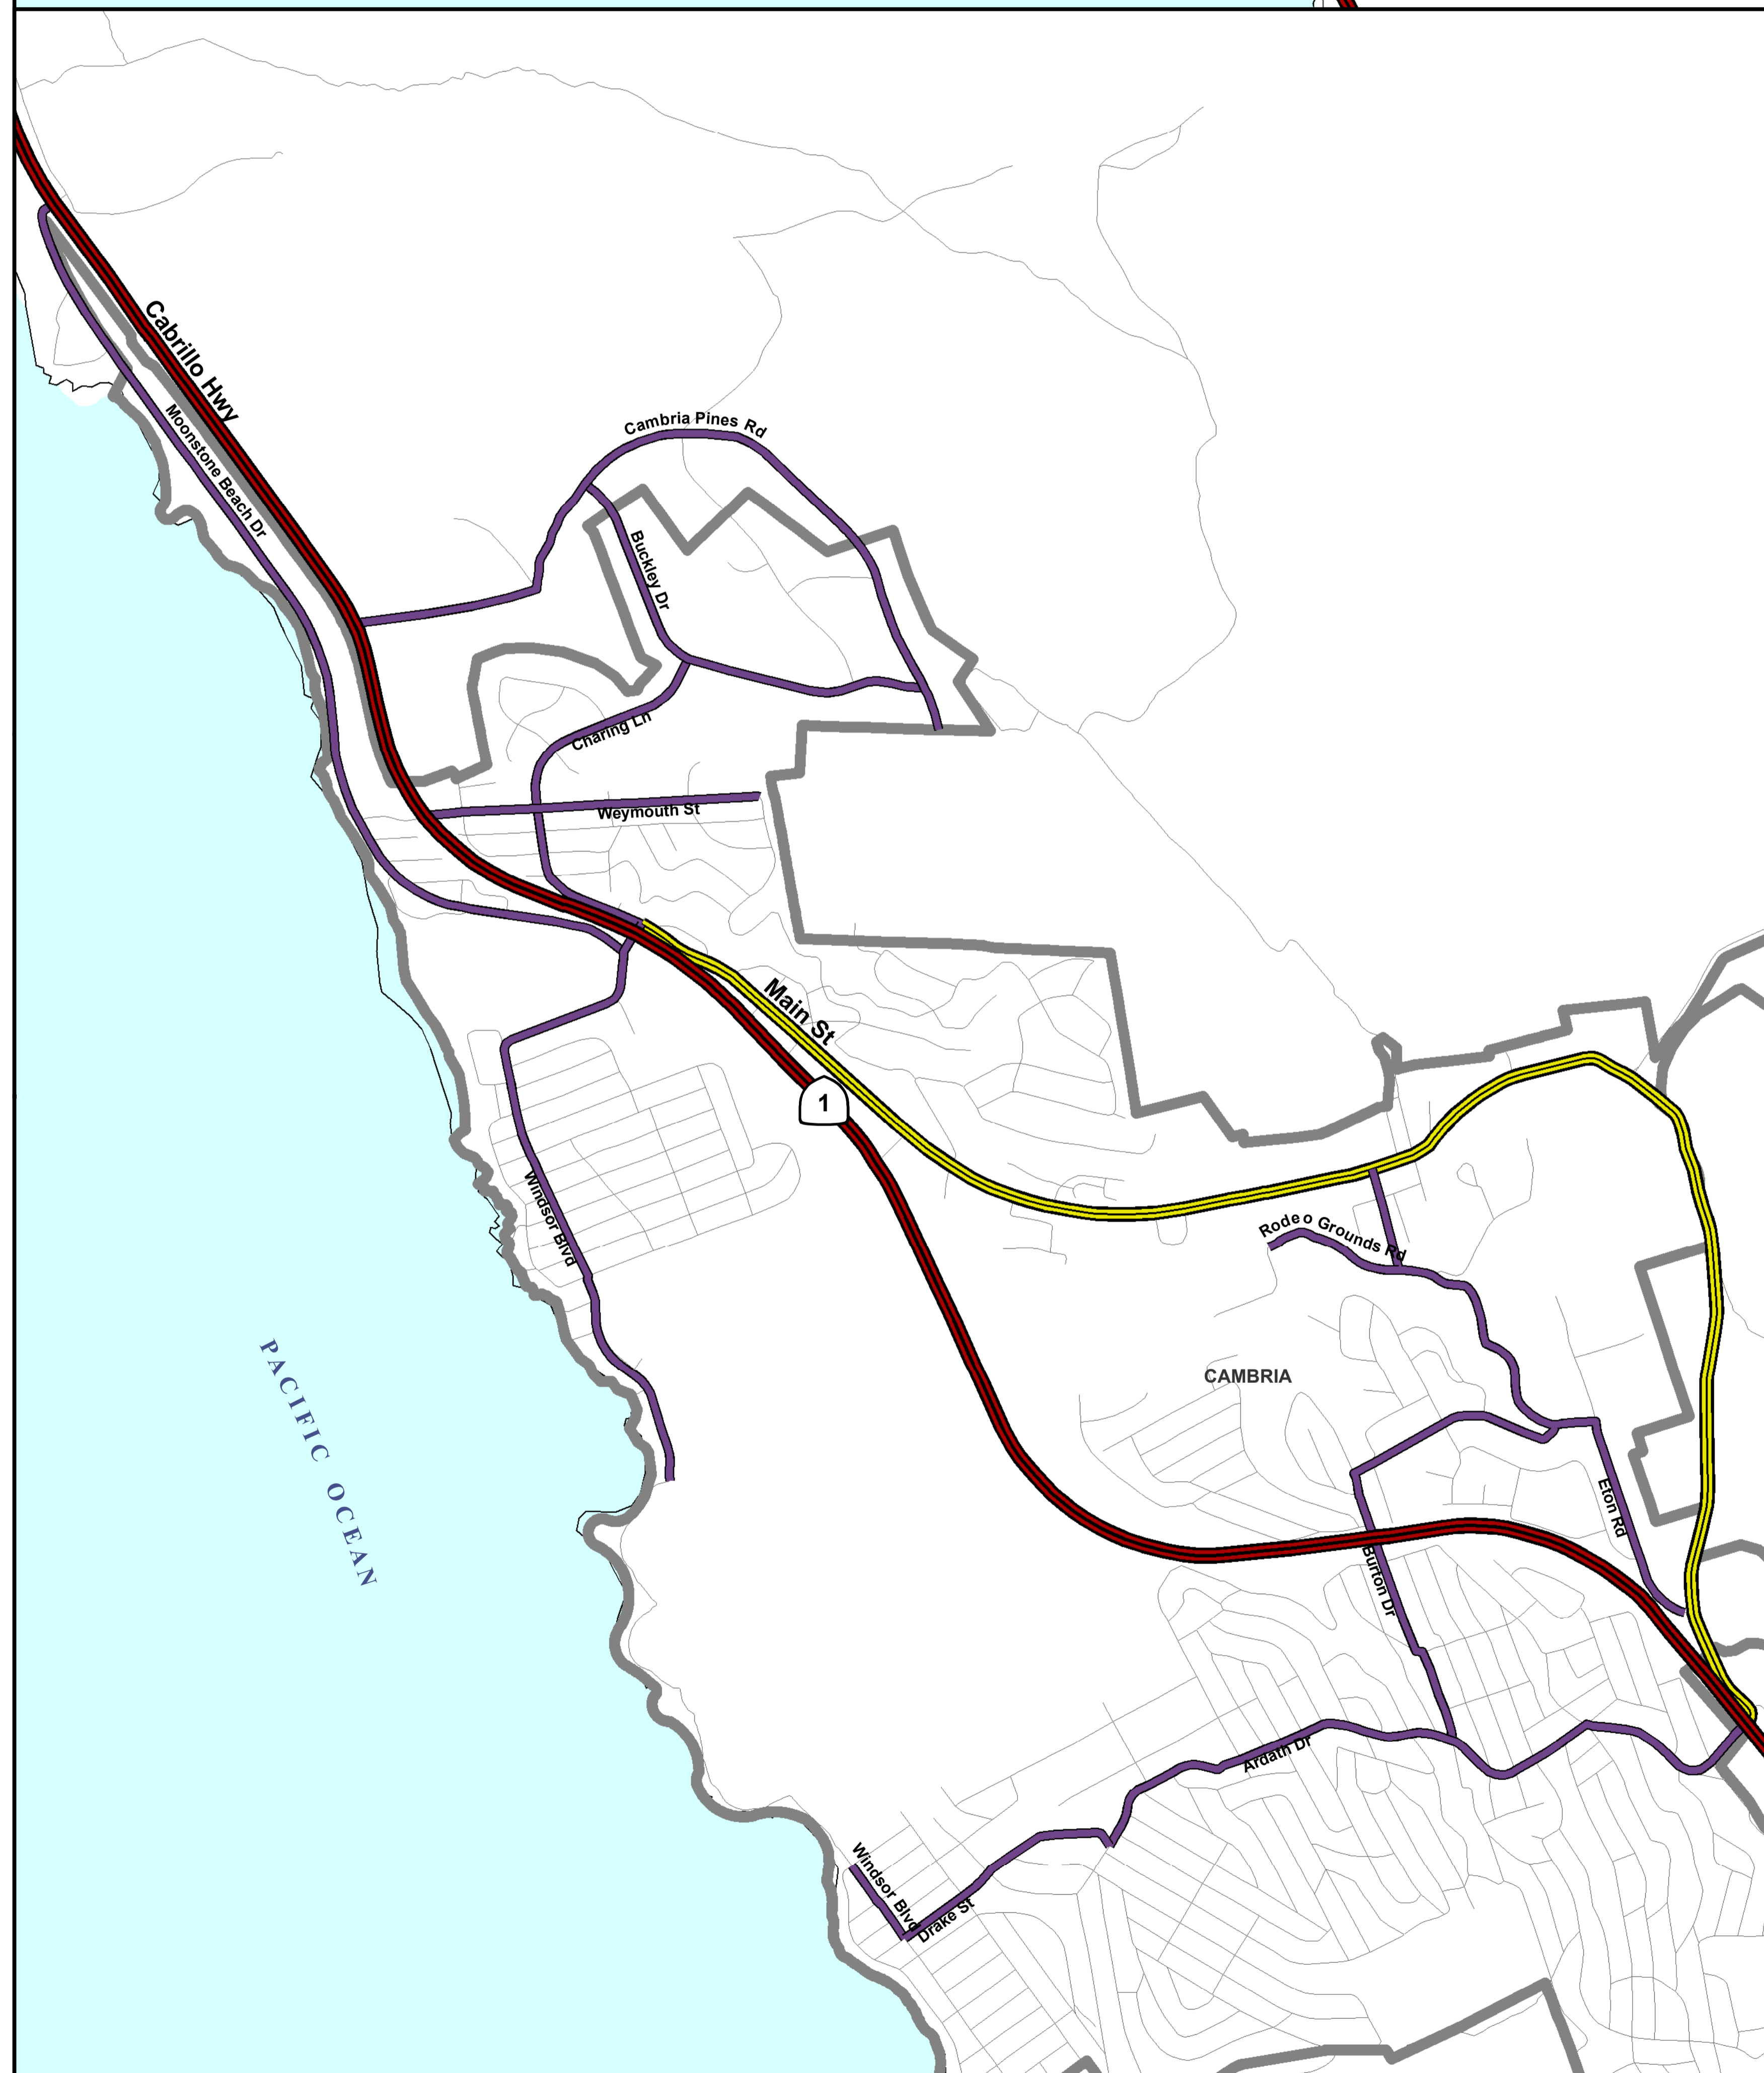 Cabrillo Hwy
Moonstone Beach Dr
Cambria Pines Rd
Buckley Dr
Charing Ln
Weymouth St
Main St
1
Windsor Blvd
Rodeo Grounds Rd
PACIFIC OCEAN
CAMBRIA
Eton Rd
Burton Dr
Ardath Dr
Windsor Blvd
Drake St